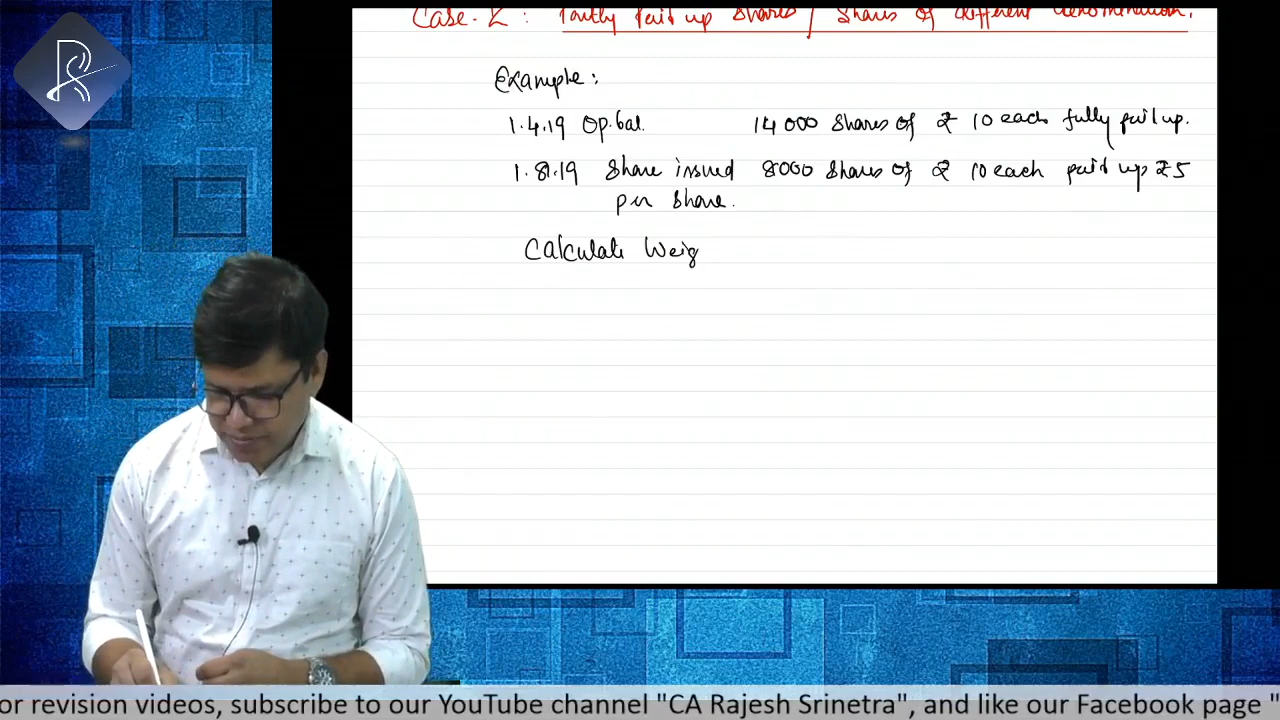 Case-2: Partly Paid up Shares / Shares of different denomination.
Example:
1.4.19 Op.bal. 14000 Shares of ₹ 10 each fully paid up.
1.8.19 Share issued 8000 Shares of ₹ 10 each paid up ₹5
per share.
Calculate Weig
or revision videos, subscribe to our YouTube channel "CA Rajesh Srinetra", and like our Facebook page "